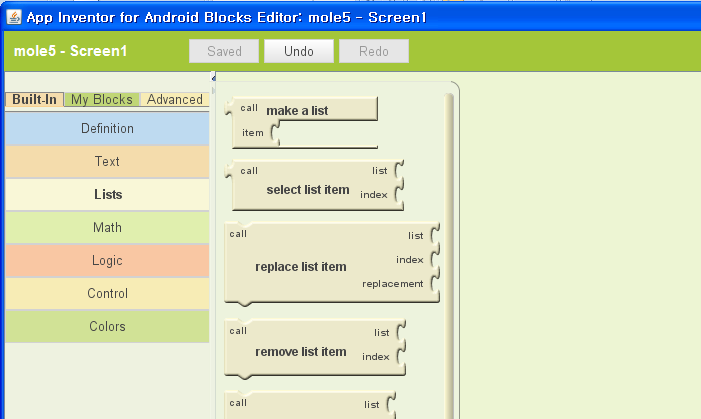 App Inventor for Android Blocks Editor: mole5 - Screen1
mole5 - Screen1 Saved Undo Redo
Built-In My Blocks Advanced
Definition
Text
Lists
Math
Logic
Control
Colors
call make a list
item
call list
select list item index
call list
index
replace list item
replacement
call list
remove list item index
call list